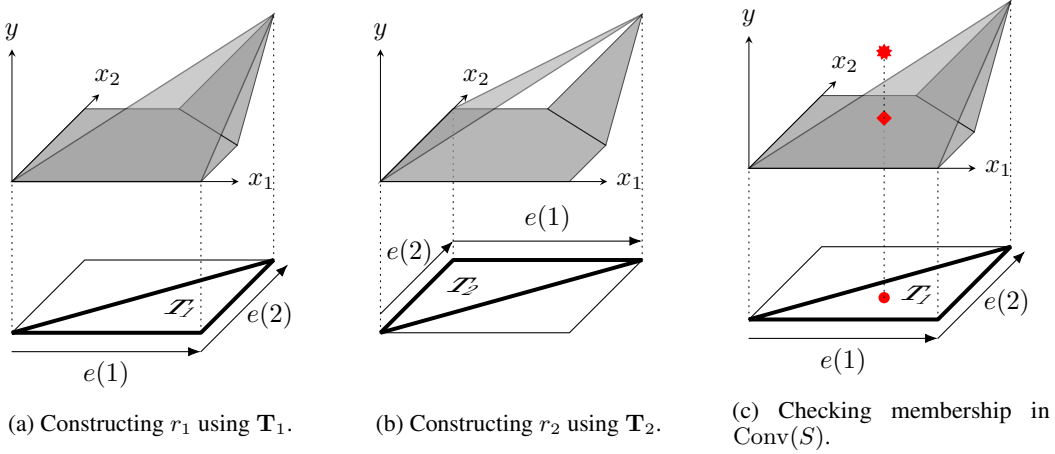 y
x₂
x₁
T₁
e(2)
e(1)
(a) Constructing r₁ using T₁.
y
x₂
x₁
e(1)
e(2)
T₂
(b) Constructing r₂ using T₂.
y
x₂
x₁
T₁
e(2)
e(1)
(c) Checking membership in
Conv(S).